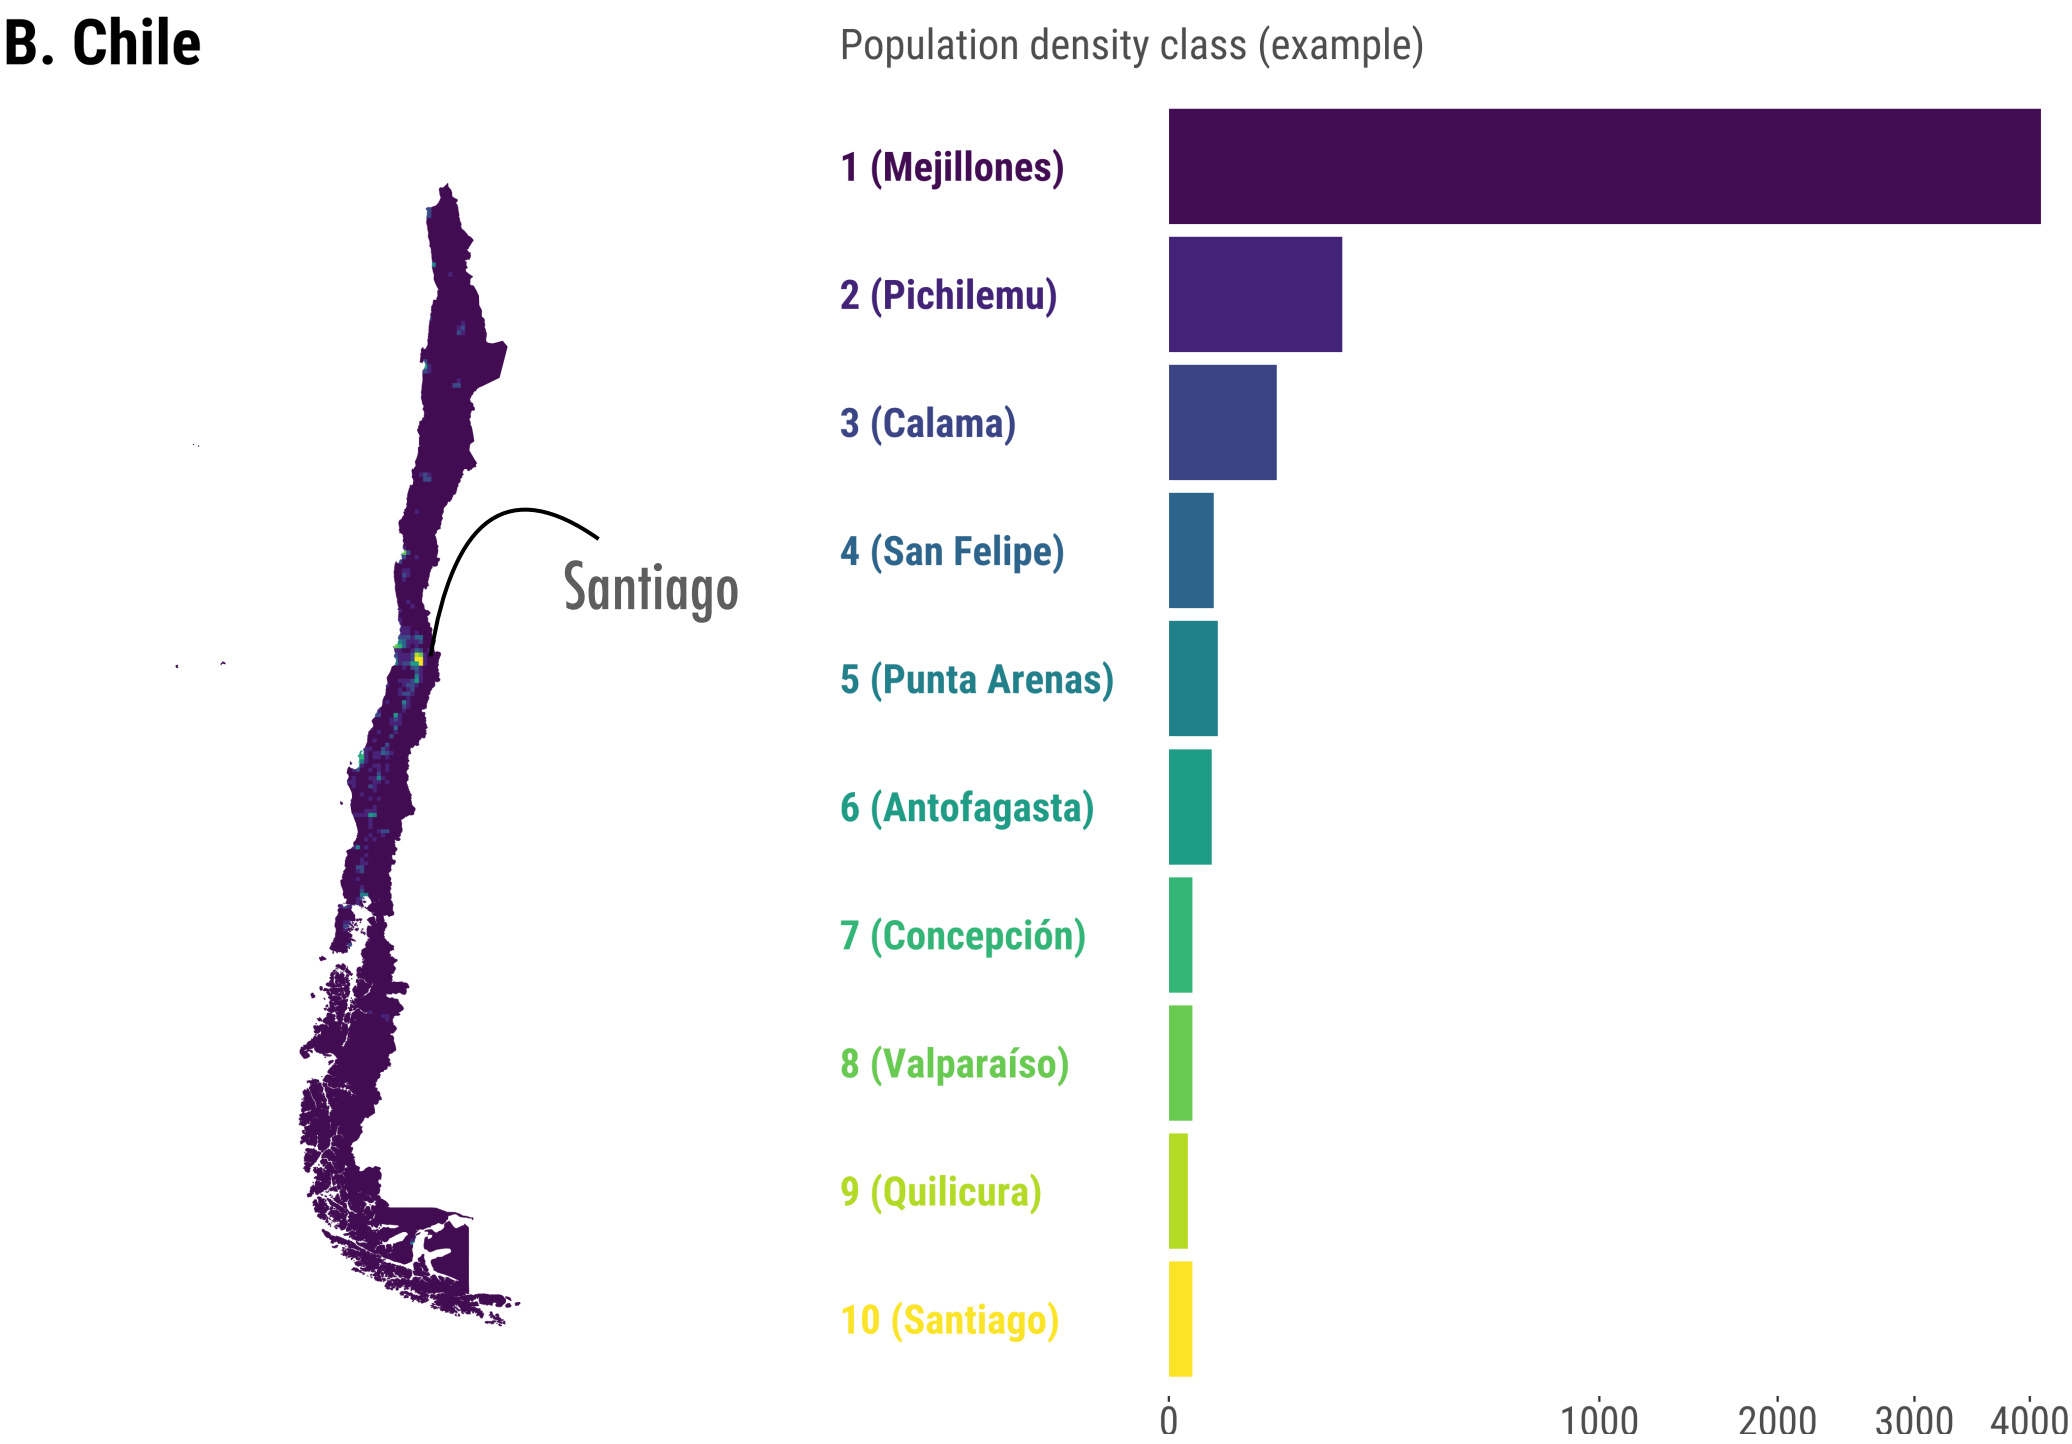 B. Chile
Population density class (example)
1 (Mejillones)
2 (Pichilemu)
3 (Calama)
4 (San Felipe)
Santiago
5 (Punta Arenas)
6 (Antofagasta)
7 (Concepción)
8 (Valparaíso)
9 (Quilicura)
10 (Santiago)
0 1000 2000 3000 4000